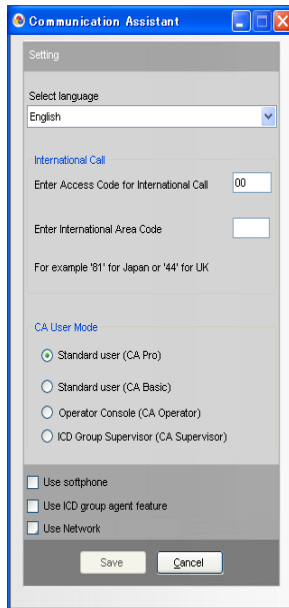 Communication Assistant
Setting
Select language
English
International Call
Enter Access Code for International Call
00
Enter International Area Code
For example '81' for Japan or '44' for UK
CA User Mode
Standard user (CA Pro)
Standard user (CA Basic)
Operator Console (CA Operator)
ICD Group Supervisor (CA Supervisor)
Use softphone
Use ICD group agent feature
Use Network
Save Cancel